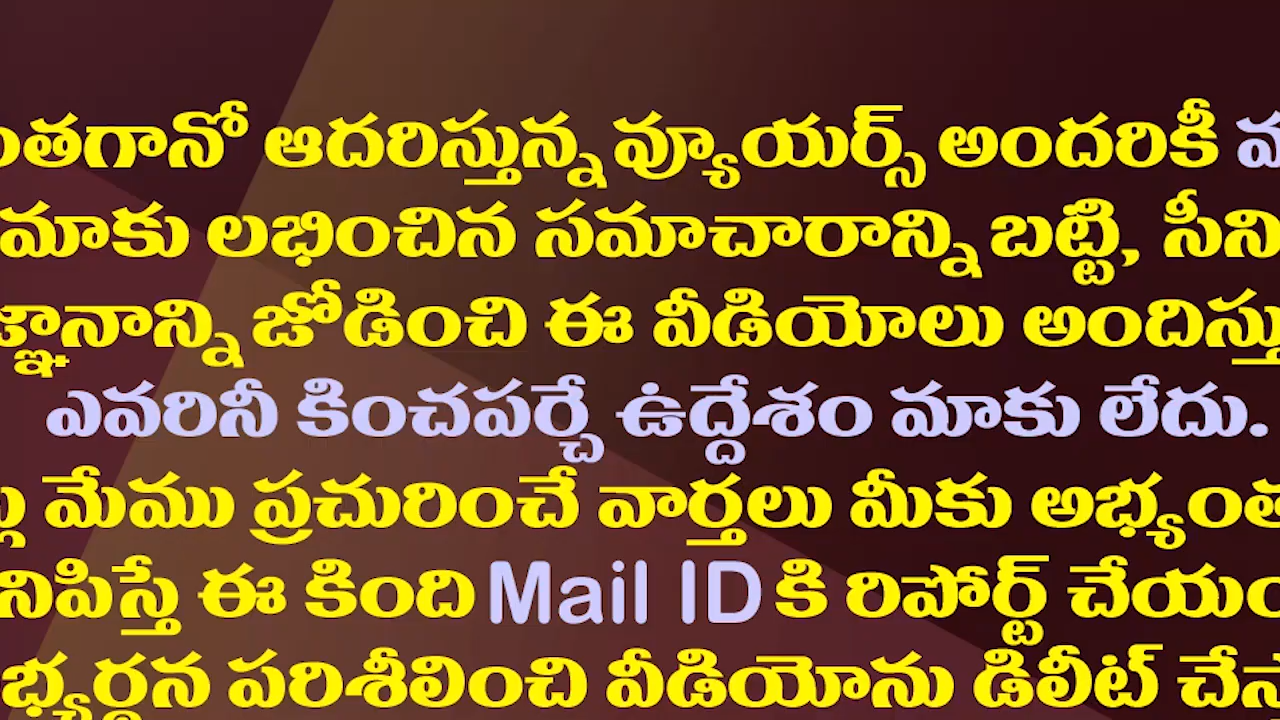 ంతగానో ఆదరిస్తున్న వ్యూయర్స్ అందరికీ
మాకు లభించిన సమాచారాన్ని బట్టి, సీని
జ్ఞానాన్ని జోడించి ఈ వీడియోలు అందిస్తు
ఎవరినీ కించపర్చే ఉద్దేశం మాకు లేదు.
మేము ప్రచురించే వార్తలు మీకు అభ్యంత
నిపిస్తే ఈ కింది Mail ID కి రిపోర్ట్ చేయం
భ్యర్థన పరిశీలించి వీడియోను డిలీట్ చేస